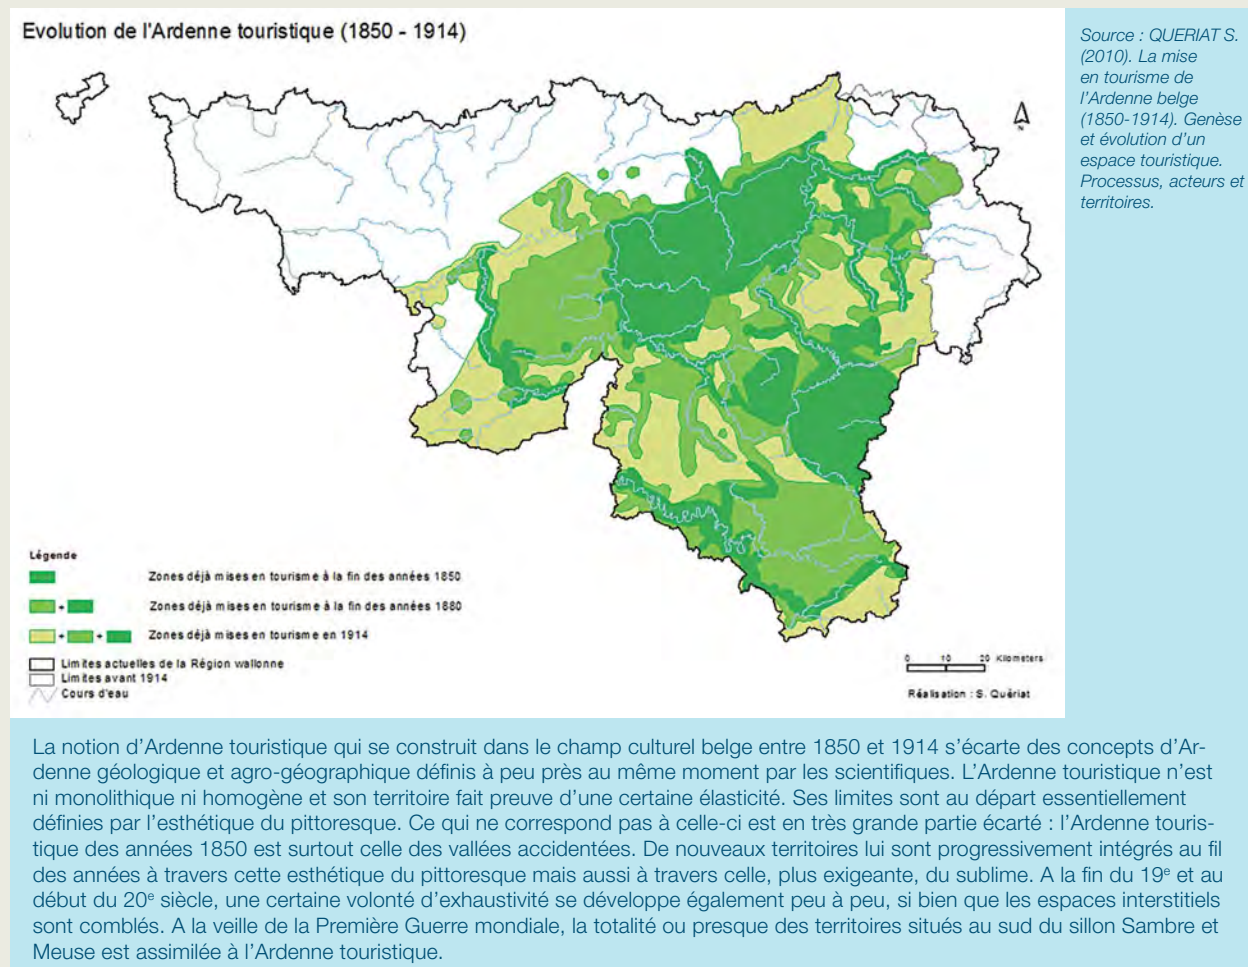 Evolution de l'Ardenne touristique (1850 - 1914)
Source : QUERIAT S.
(2010). La mise
en tourisme de
l'Ardenne belge
(1850-1914). Genèse
et évolution d'un
espace touristique.
Processus, acteurs et
territoires.
N
Légende
Zones déjà mises en tourisme à la fin des années 1850
+ Zones déjà mises en tourisme à la fin des années 1880
+ + Zones déjà mises en tourisme en 1914
Limites actuelles de la Région wallonne
Limites avant 1914
Cours d'eau
0 10 20 Kilometers
Réalisation : S. Quériat
La notion d'Ardenne touristique qui se construit dans le champ culturel belge entre 1850 et 1914 s'écarte des concepts d'Ar-
denne géologique et agro-géographique définis à peu près au même moment par les scientifiques. L'Ardenne touristique n'est
ni monolithique ni homogène et son territoire fait preuve d'une certaine élasticité. Ses limites sont au départ essentiellement
définies par l'esthétique du pittoresque. Ce qui ne correspond pas à celle-ci est en très grande partie écarté : l'Ardenne touris-
tique des années 1850 est surtout celle des vallées accidentées. De nouveaux territoires lui sont progressivement intégrés au fil
des années à travers cette esthétique du pittoresque mais aussi à travers celle, plus exigeante, du sublime. A la fin du 19e et au
début du 20e siècle, une certaine volonté d'exhaustivité se développe également peu à peu, si bien que les espaces interstitiels
sont comblés. A la veille de la Première Guerre mondiale, la totalité ou presque des territoires situés au sud du sillon Sambre et
Meuse est assimilée à l'Ardenne touristique.